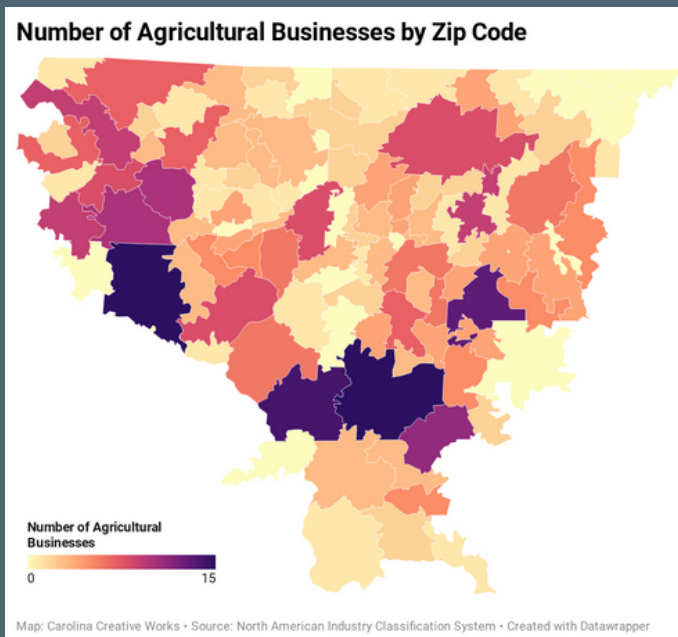 Number of Agricultural Businesses by Zip Code
Number of Agricultural
Businesses
0
15
Map: Carolina Creative Works • Source: North American Industry Classification System • Created with Datawrapper